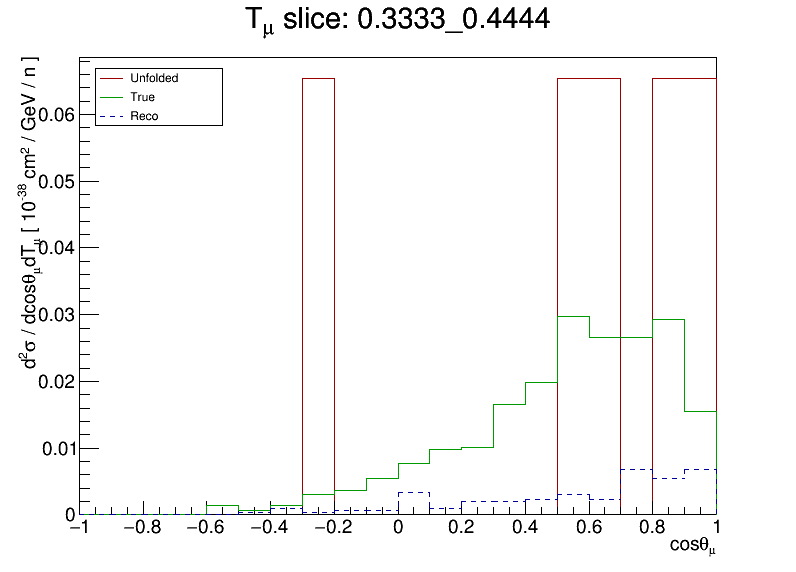 Tμ slice: 0.3333_0.4444
d²σ / dcosθμdTμ [ 10⁻³⁸ cm² / GeV / n ]
Unfolded
True
Reco
0.06
0.05
0.04
0.03
0.02
0.01
0
−1 −0.8 −0.6 −0.4 −0.2 0 0.2 0.4 0.6 0.8 1
cosθμ